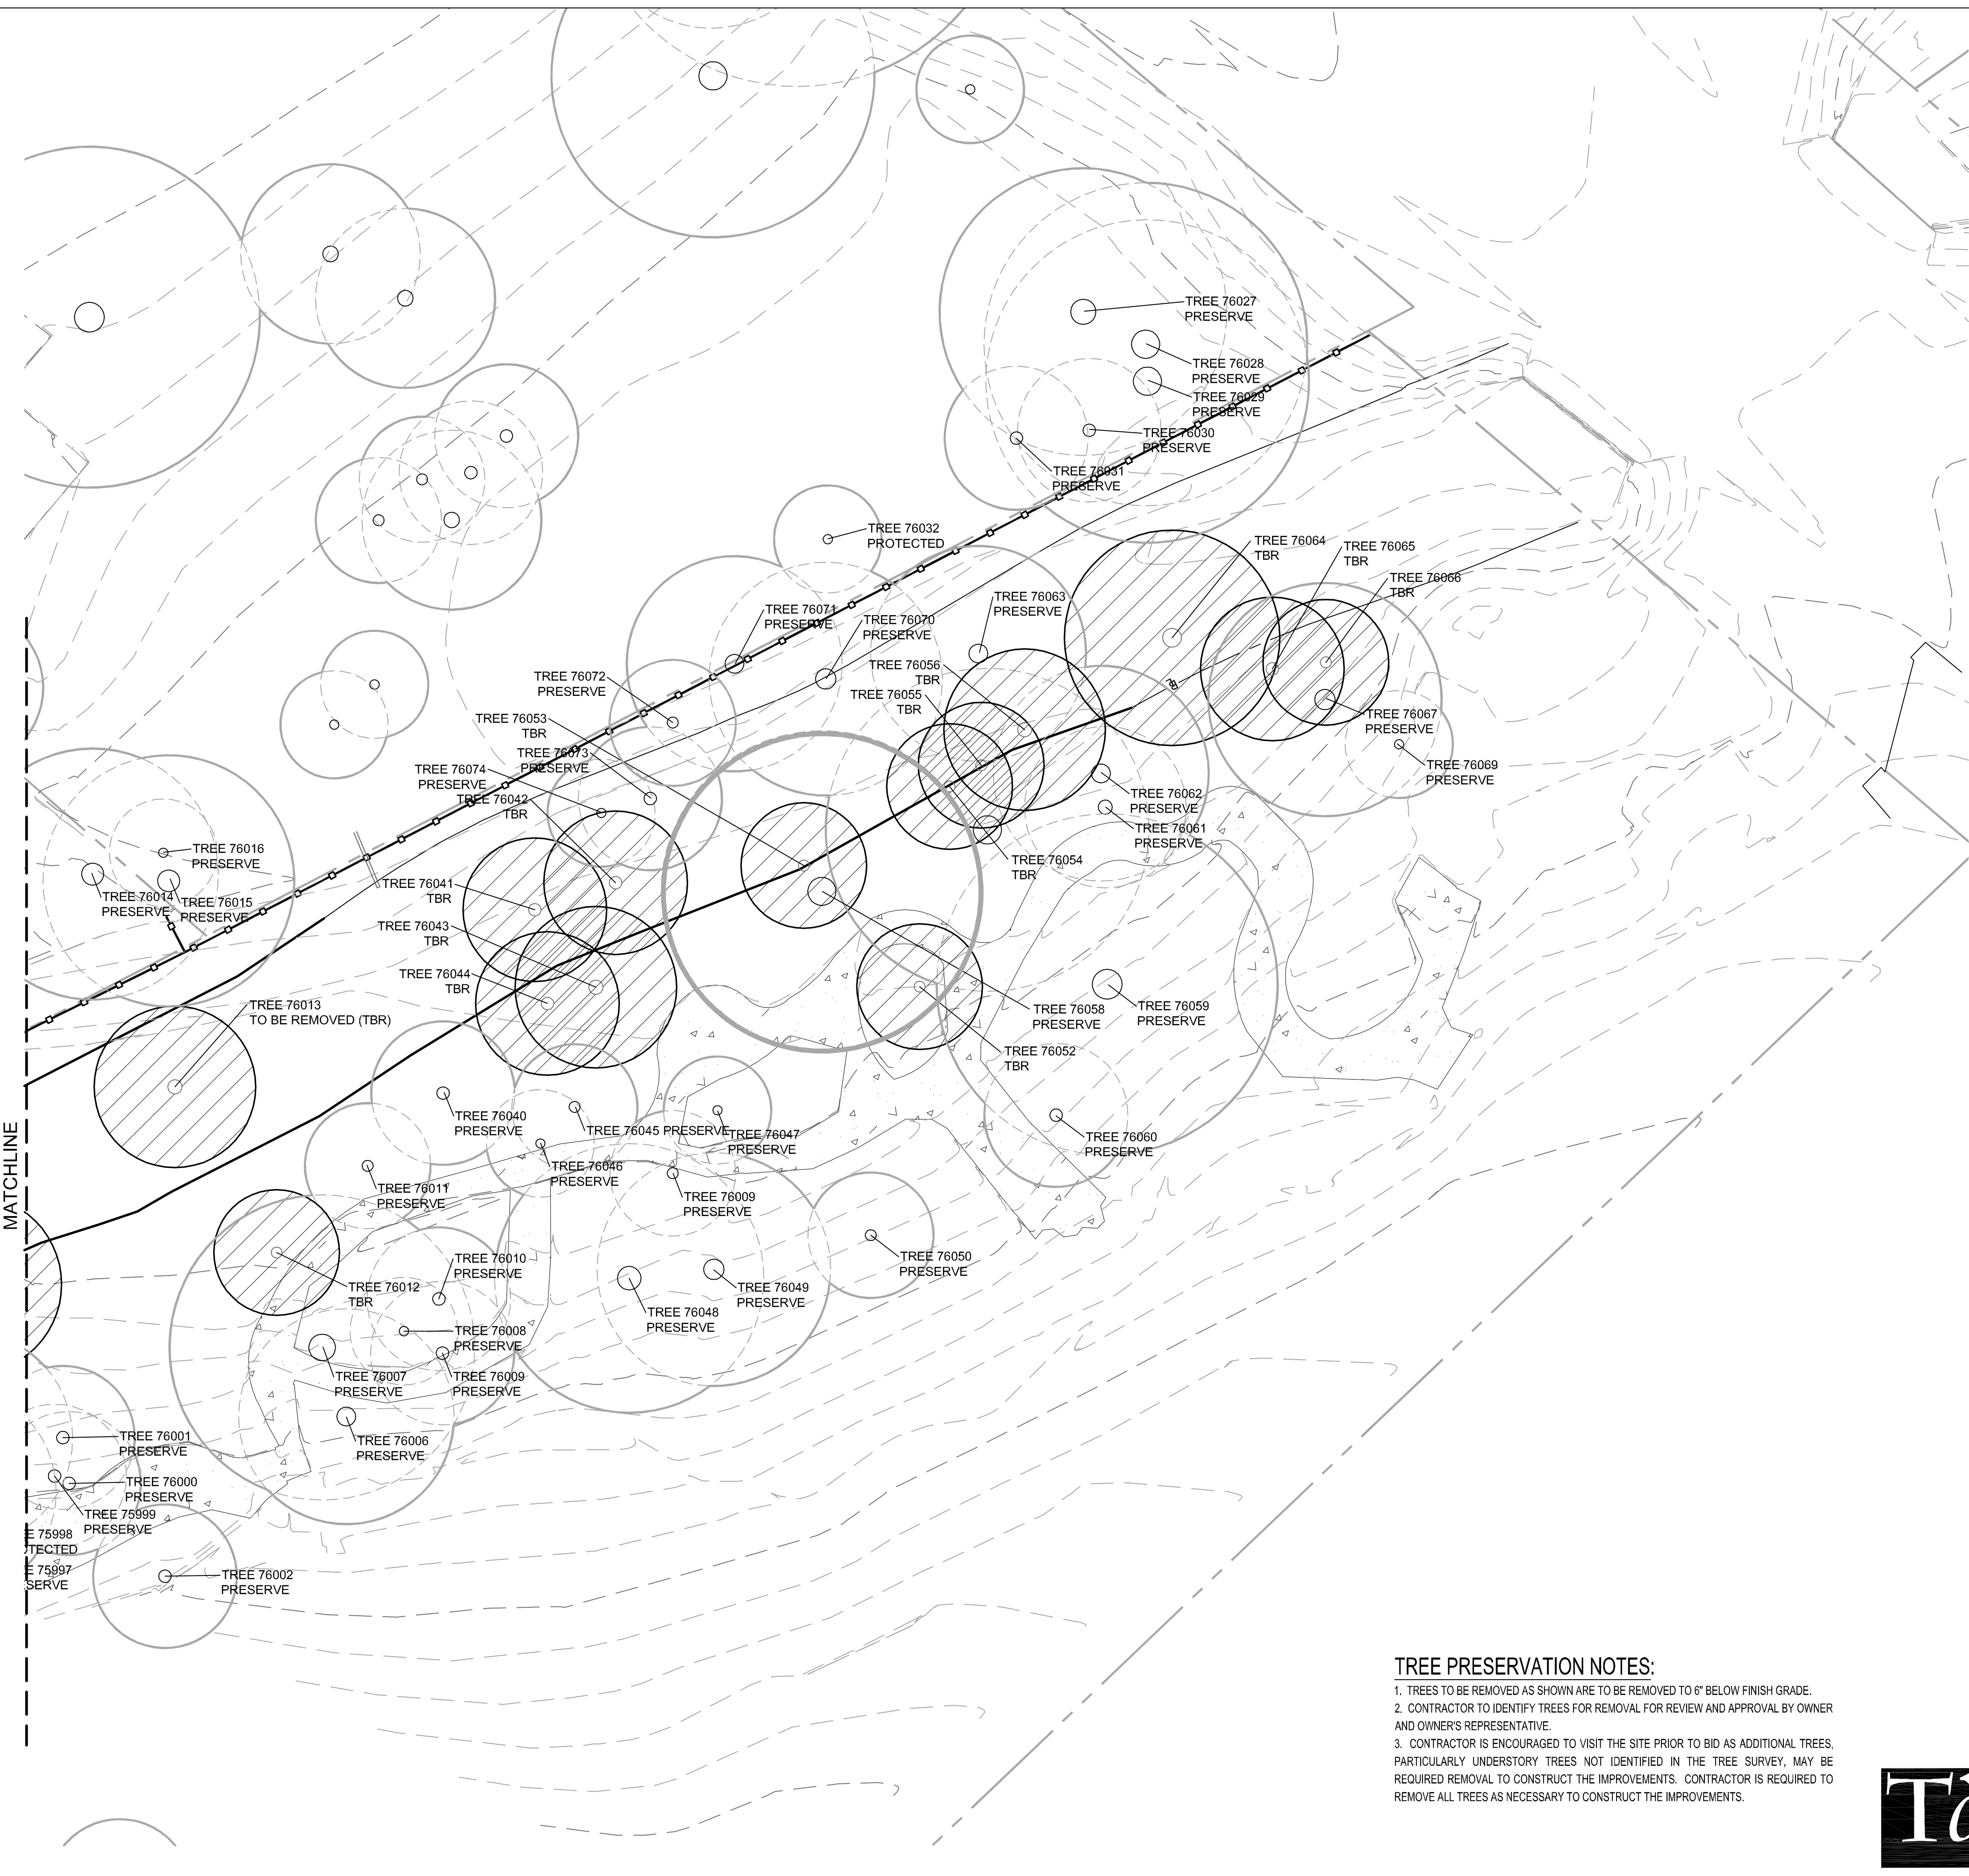 TREE 76027
PRESERVE
TREE 76028
PRESERVE
TREE 76029
PRESERVE
TREE 76030
PRESERVE
TREE 76031
PRESERVE
TREE 76032
PROTECTED
TREE 76064
TBR
TREE 76065
TBR
TREE 76066
TBR
TREE 76063
PRESERVE
TREE 76071
PRESERVE
TREE 76070
PRESERVE
TREE 76056
TBR
TREE 76055
TBR
TREE 76072
PRESERVE
TREE 76053
TBR
TREE 76073
PRESERVE
TREE 76074
PRESERVE
TREE 76042
TBR
TREE 76067
PRESERVE
TREE 76069
PRESERVE
TREE 76062
PRESERVE
TREE 76061
PRESERVE
TREE 76054
TBR
TREE 76016
PRESERVE
TREE 76014
PRESERVE
TREE 76015
PRESERVE
TREE 76041
TBR
TREE 76043
TBR
TREE 76044
TBR
TREE 76013
TO BE REMOVED (TBR)
TREE 76058
PRESERVE
TREE 76059
PRESERVE
TREE 76052
TBR
TREE 76040
PRESERVE
TREE 76045 PRESERVE
TREE 76047
PRESERVE
TREE 76060
PRESERVE
MATCHLINE
TREE 76046
PRESERVE
TREE 76011
PRESERVE
TREE 76009
PRESERVE
TREE 76010
PRESERVE
TREE 76050
PRESERVE
TREE 76012
TBR
TREE 76049
PRESERVE
TREE 76048
PRESERVE
TREE 76008
PRESERVE
TREE 76007
PRESERVE
TREE 76009
PRESERVE
TREE 76006
PRESERVE
TREE 76001
PRESERVE
TREE 76000
PRESERVE
TREE 75999
PRESERVE
E 75998
TECTED
E 75997
SERVE
TREE 76002
PRESERVE
TREE PRESERVATION NOTES:
1. TREES TO BE REMOVED AS SHOWN ARE TO BE REMOVED TO 6" BELOW FINISH GRADE.
2. CONTRACTOR TO IDENTIFY TREES FOR REMOVAL FOR REVIEW AND APPROVAL BY OWNER
AND OWNER'S REPRESENTATIVE.
3. CONTRACTOR IS ENCOURAGED TO VISIT THE SITE PRIOR TO BID AS ADDITIONAL TREES,
PARTICULARLY UNDERSTORY TREES NOT IDENTIFIED IN THE TREE SURVEY, MAY BE
REQUIRED REMOVAL TO CONSTRUCT THE IMPROVEMENTS. CONTRACTOR IS REQUIRED TO
REMOVE ALL TREES AS NECESSARY TO CONSTRUCT THE IMPROVEMENTS.